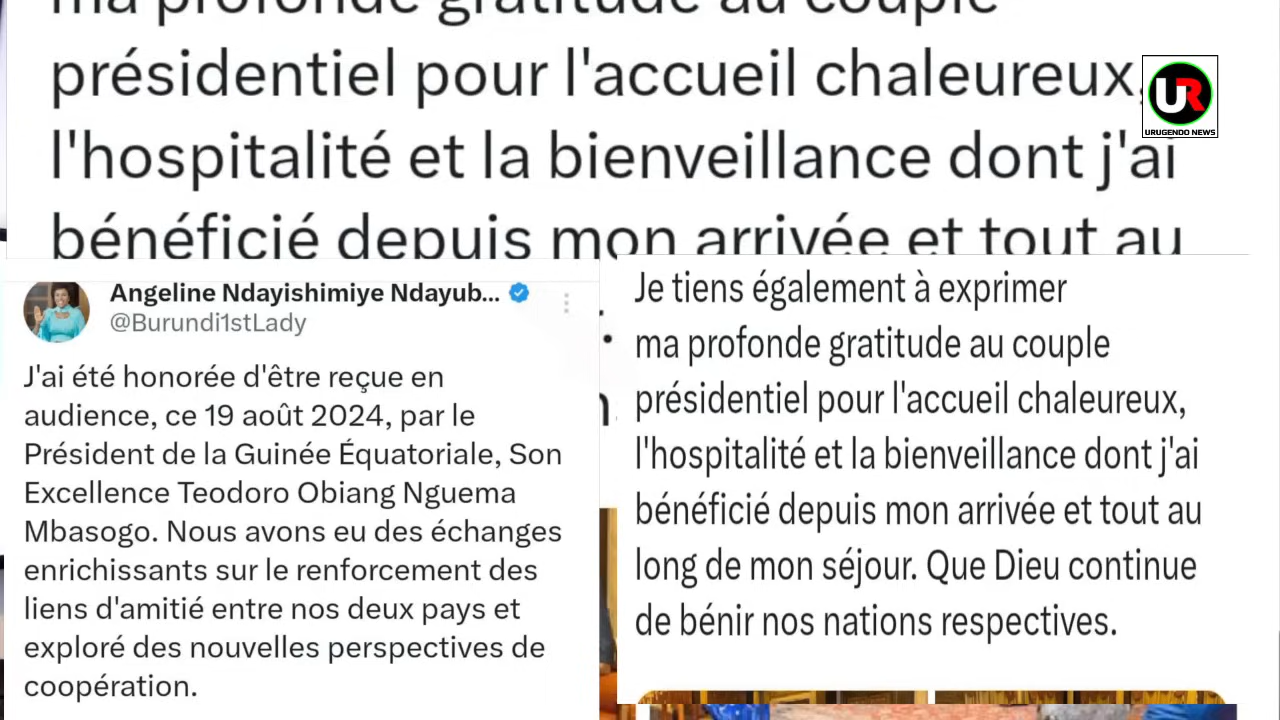 ma profonde gratitude au couple
présidentiel pour l'accueil chaleureux,
l'hospitalité et la bienveillance dont j'ai
bénéficié depuis mon arrivée et tout au
UR
URUGENDO NEWS
Angeline Ndayishimiye Ndayub...
@Burundi1stLady
J'ai été honorée d'être reçue en
audience, ce 19 août 2024, par le
Président de la Guinée Équatoriale, Son
Excellence Teodoro Obiang Nguema
Mbasogo. Nous avons eu des échanges
enrichissants sur le renforcement des
liens d'amitié entre nos deux pays et
exploré des nouvelles perspectives de
coopération.
Je tiens également à exprimer
ma profonde gratitude au couple
présidentiel pour l'accueil chaleureux,
l'hospitalité et la bienveillance dont j'ai
bénéficié depuis mon arrivée et tout au
long de mon séjour. Que Dieu continue
de bénir nos nations respectives.